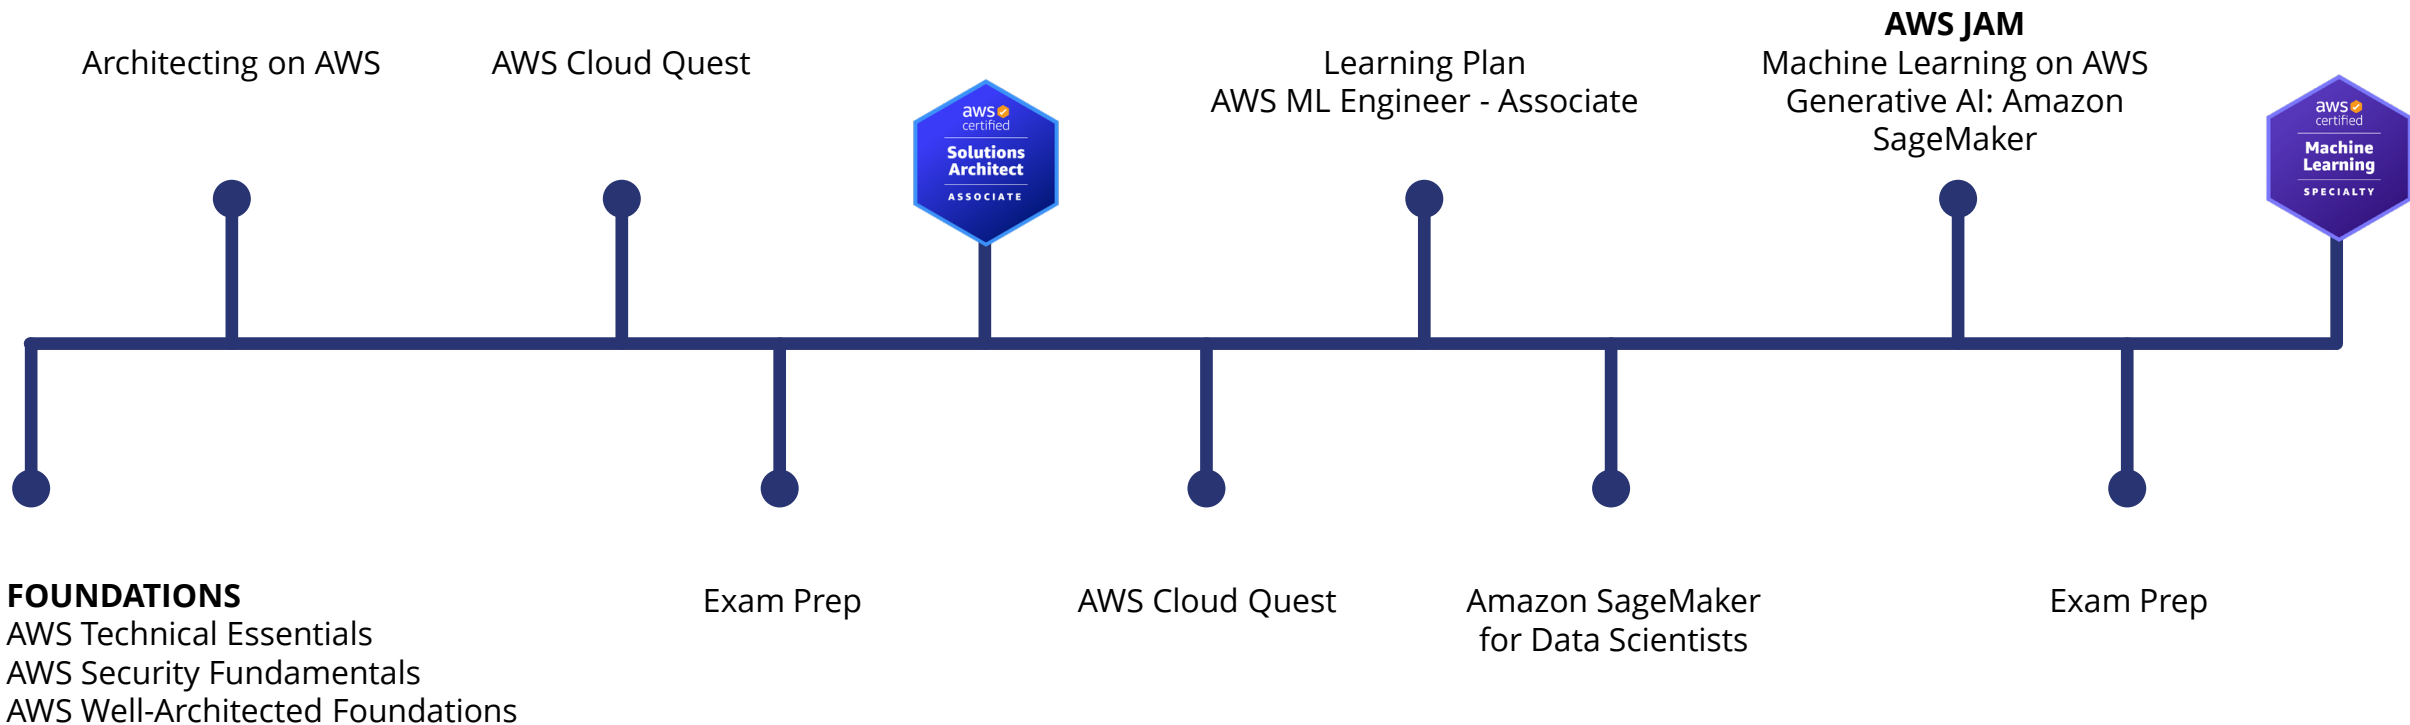 Architecting on AWS
AWS Cloud Quest
aws
certified
Solutions
Architect
ASSOCIATE
Learning Plan
AWS ML Engineer - Associate
AWS JAM
Machine Learning on AWS
Generative AI: Amazon
SageMaker
aws
certified
Machine
Learning
SPECIALTY
FOUNDATIONS
AWS Technical Essentials
AWS Security Fundamentals
AWS Well-Architected Foundations
Exam Prep
AWS Cloud Quest
Amazon SageMaker
for Data Scientists
Exam Prep